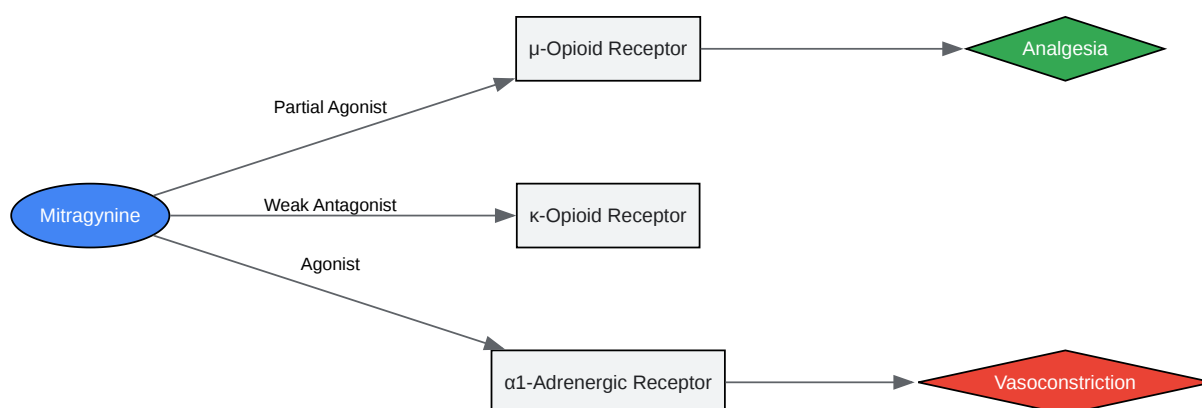 μ-Opioid Receptor
Analgesia
Partial Agonist
Mitragynine
Weak Antagonist
κ-Opioid Receptor
Agonist
α1-Adrenergic Receptor
Vasoconstriction